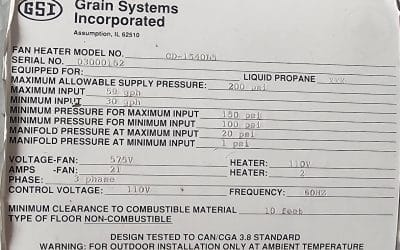 GSI Grain Systems
Incorporated
Assumption, IL 62510
FAN HEATER MODEL NO.
SERIAL NO. 03000162
EQUIPPED FOR: LIQUID PROPANE XXX
MAXIMUM ALLOWABLE SUPPLY PRESSURE: 200 psi
MAXIMUM INPUT 50 gph
MINIMUM INPUT 30 gph
MINIMUM PRESSURE FOR MAXIMUM INPUT 150 psi
MINIMUM PRESSURE FOR MINIMUM INPUT 100 psi
MANIFOLD PRESSURE AT MAXIMUM INPUT 20 psi
MANIFOLD PRESSURE AT MINIMUM INPUT 1 psi
VOLTAGE-FAN: 575V HEATER: 110V
AMPS -FAN: 21 HEATER: 2
PHASE: 3 phase
CONTROL VOLTAGE: 110V FREQUENCY: 60HZ
MINIMUM CLEARANCE TO COMBUSTIBLE MATERIAL 10 feet
TYPE OF FLOOR NON-COMBUSTIBLE
DESIGN TESTED TO CAN/CGA 3.8 STANDARD
WARNING: FOR OUTDOOR INSTALLATION ONLY AT AMBIENT TEMPERATURE